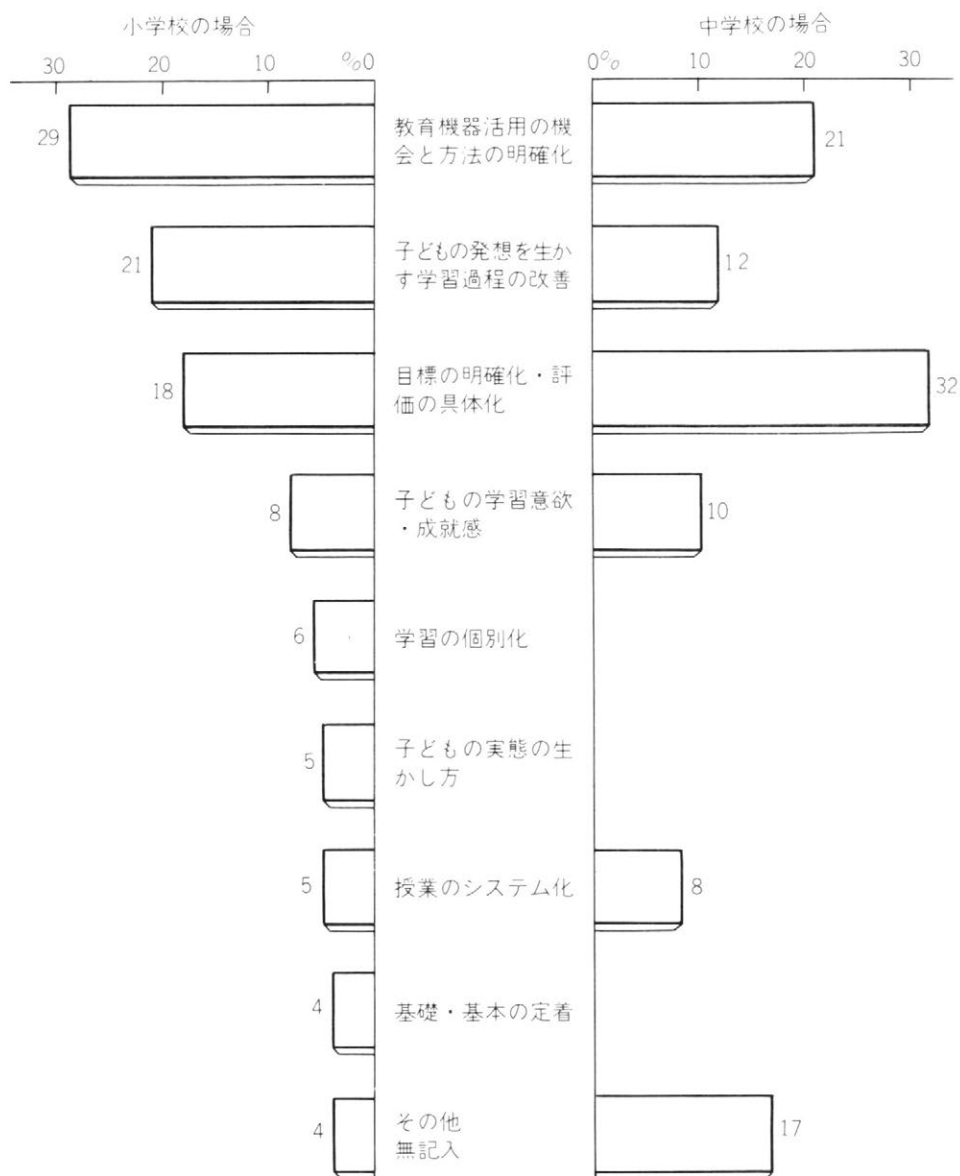 小学校の場合
中学校の場合
30 20 10 %0
0% 10 20 30
29
教育機器活用の機
会と方法の明確化
21
21
子どもの発想を生か
す学習過程の改善
12
18
目標の明確化・評
価の具体化
32
8
子どもの学習意欲
・成就感
10
6
学習の個別化
5
子どもの実態の生
かし方
5
授業のシステム化
8
4
基礎・基本の定着
4
その他
無記入
17